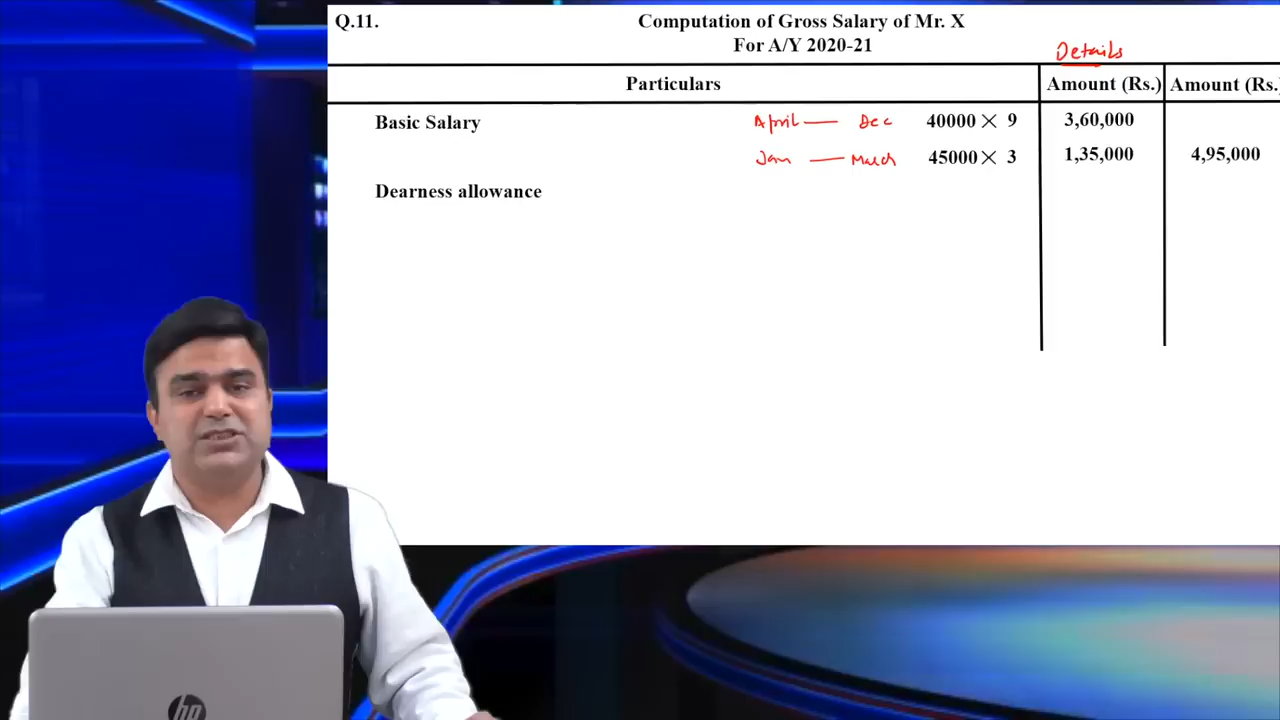 Q.11. Computation of Gross Salary of Mr. X
For A/Y 2020-21
Details
Particulars Amount (Rs.) Amount (Rs.
Basic Salary April — Dec 40000 × 9 3,60,000
Jan — March 45000 × 3 1,35,000 4,95,000
Dearness allowance
hp